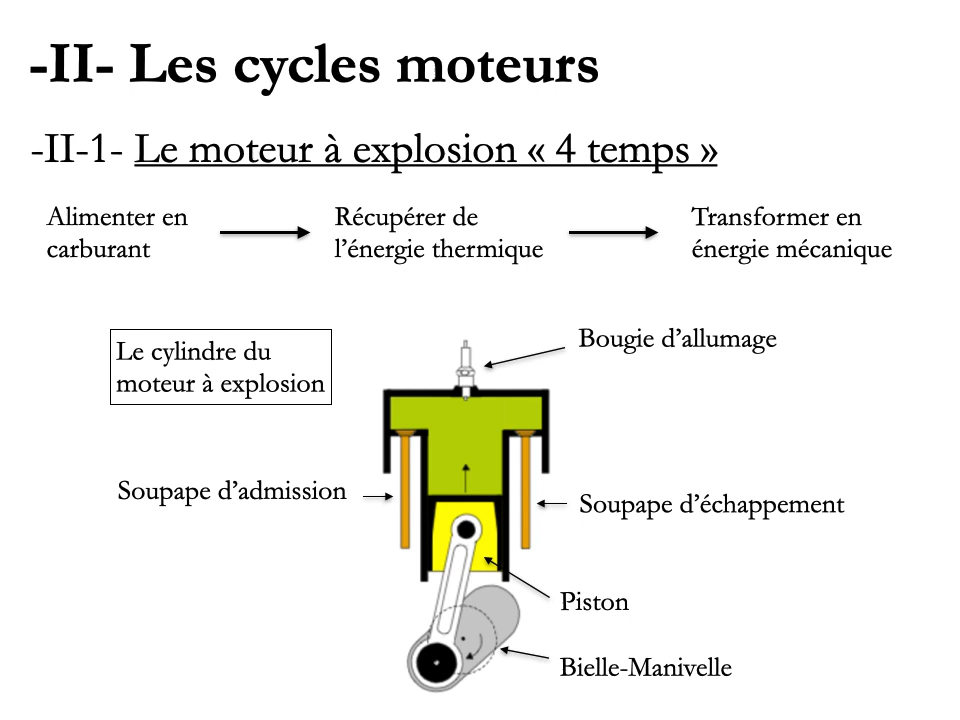 -II- Les cycles moteurs
-II-1- Le moteur à explosion « 4 temps »
Alimenter en
carburant
Récupérer de
l’énergie thermique
Transformer en
énergie mécanique
Le cylindre du
moteur à explosion
Bougie d’allumage
Soupape d’admission
Soupape d’échappement
Piston
Bielle-Manivelle